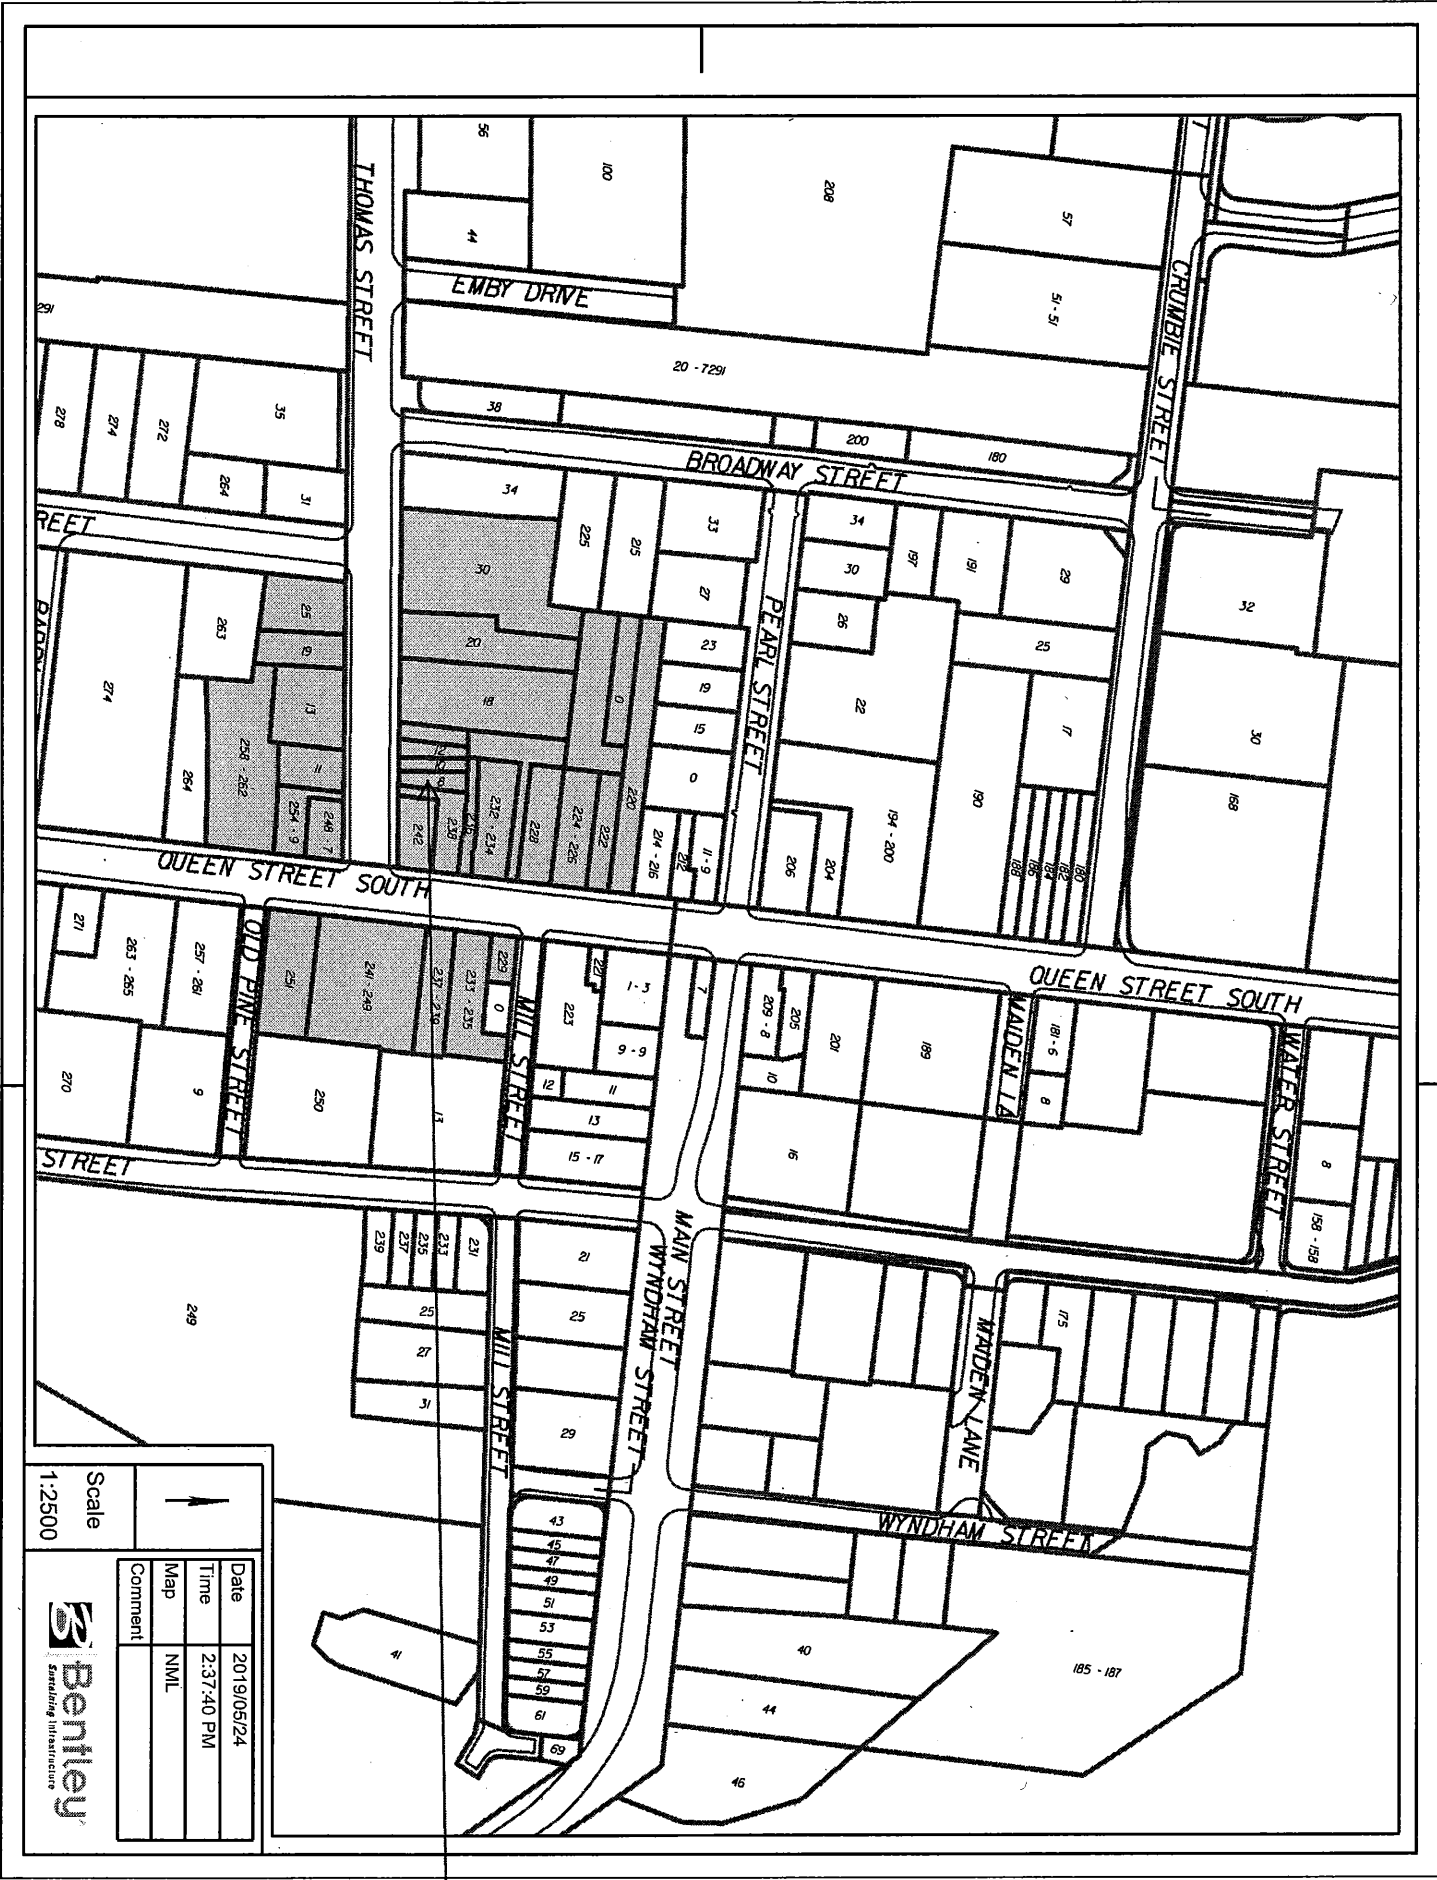 56
100
208
57
51-51
44
THOMAS STREET
EMBY DRIVE
CRUMBIE STREET
291
20 - 7291
38
200
180
BROADWAY STREET
278
274
272
35
264
31
REET
34
225
215
33
34
30
197
191
29
32
30
27
26
25
PEARL STREET
25
19
263
20
23
19
15
0
0
18
22
17
30
168
274
13
11
258 - 262
264
254 - 9
248 - 7
12
10
8
242
238
236
232 - 234
228
224 - 226
222
220
214 - 216
212
11-9
206
204
194 - 200
190
188
186
184
182
180
QUEEN STREET SOUTH
QUEEN STREET SOUTH
271
263 - 265
257 - 261
OLD PINE STREET
251
241 - 249
237 - 239
233 - 235
229
0
MILL STREET
223
221
1-3
9-9
7
209 - 8
205
10
201
189
MAIDEN LA
181-6
8
WATER STREET
8
158 - 158
270
9
250
13
12
11
13
15 - 17
16
STREET
239
237
235
233
231
21
25
25
27
31
29
249
MILL STREET
MAIN STREET
WYNDHAM STREET
175
MAIDEN LANE
WYNDHAM STREET
43
45
47
49
51
53
55
57
59
61
69
41
40
44
46
185 - 187
Scale
1:2500
Date 2019/05/24
Time 2:37:40 PM
Map NML
Comment
Bentley
Sustaining Infrastructure